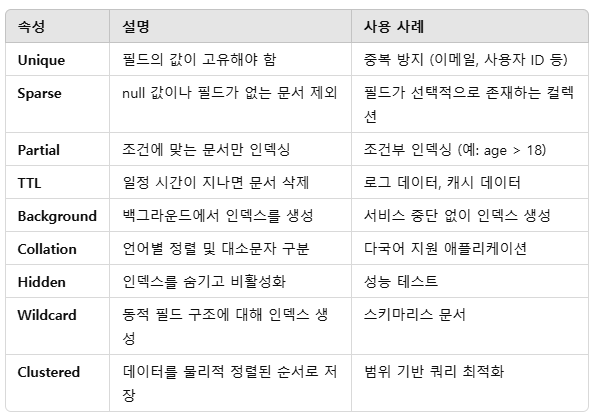 속성 설명 사용 사례
Unique 필드의 값이 고유해야 함 중복 방지 (이메일, 사용자 ID 등)
Sparse null 값이나 필드가 없는 문서 제외 필드가 선택적으로 존재하는 컬렉
션
Partial 조건에 맞는 문서만 인덱싱 조건부 인덱싱 (예: age > 18)
TTL 일정 시간이 지나면 문서 삭제 로그 데이터, 캐시 데이터
Background 백그라운드에서 인덱스를 생성 서비스 중단 없이 인덱스 생성
Collation 언어별 정렬 및 대소문자 구분 다국어 지원 애플리케이션
Hidden 인덱스를 숨기고 비활성화 성능 테스트
Wildcard 동적 필드 구조에 대해 인덱스 생 스키마리스 문서
성
Clustered 데이터를 물리적 정렬된 순서로 저 범위 기반 쿼리 최적화
장